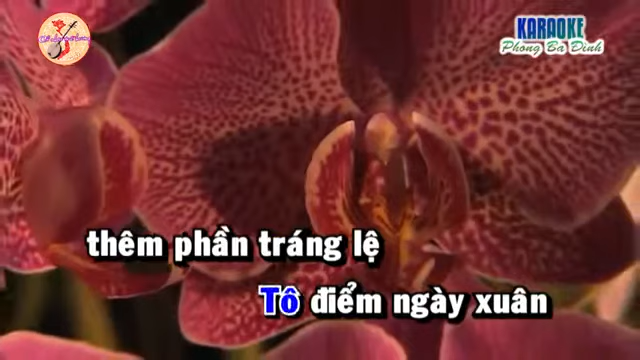 KARAOKE
Phong Ba Dinh
thêm phần tráng lệ
Tô điểm ngày xuân